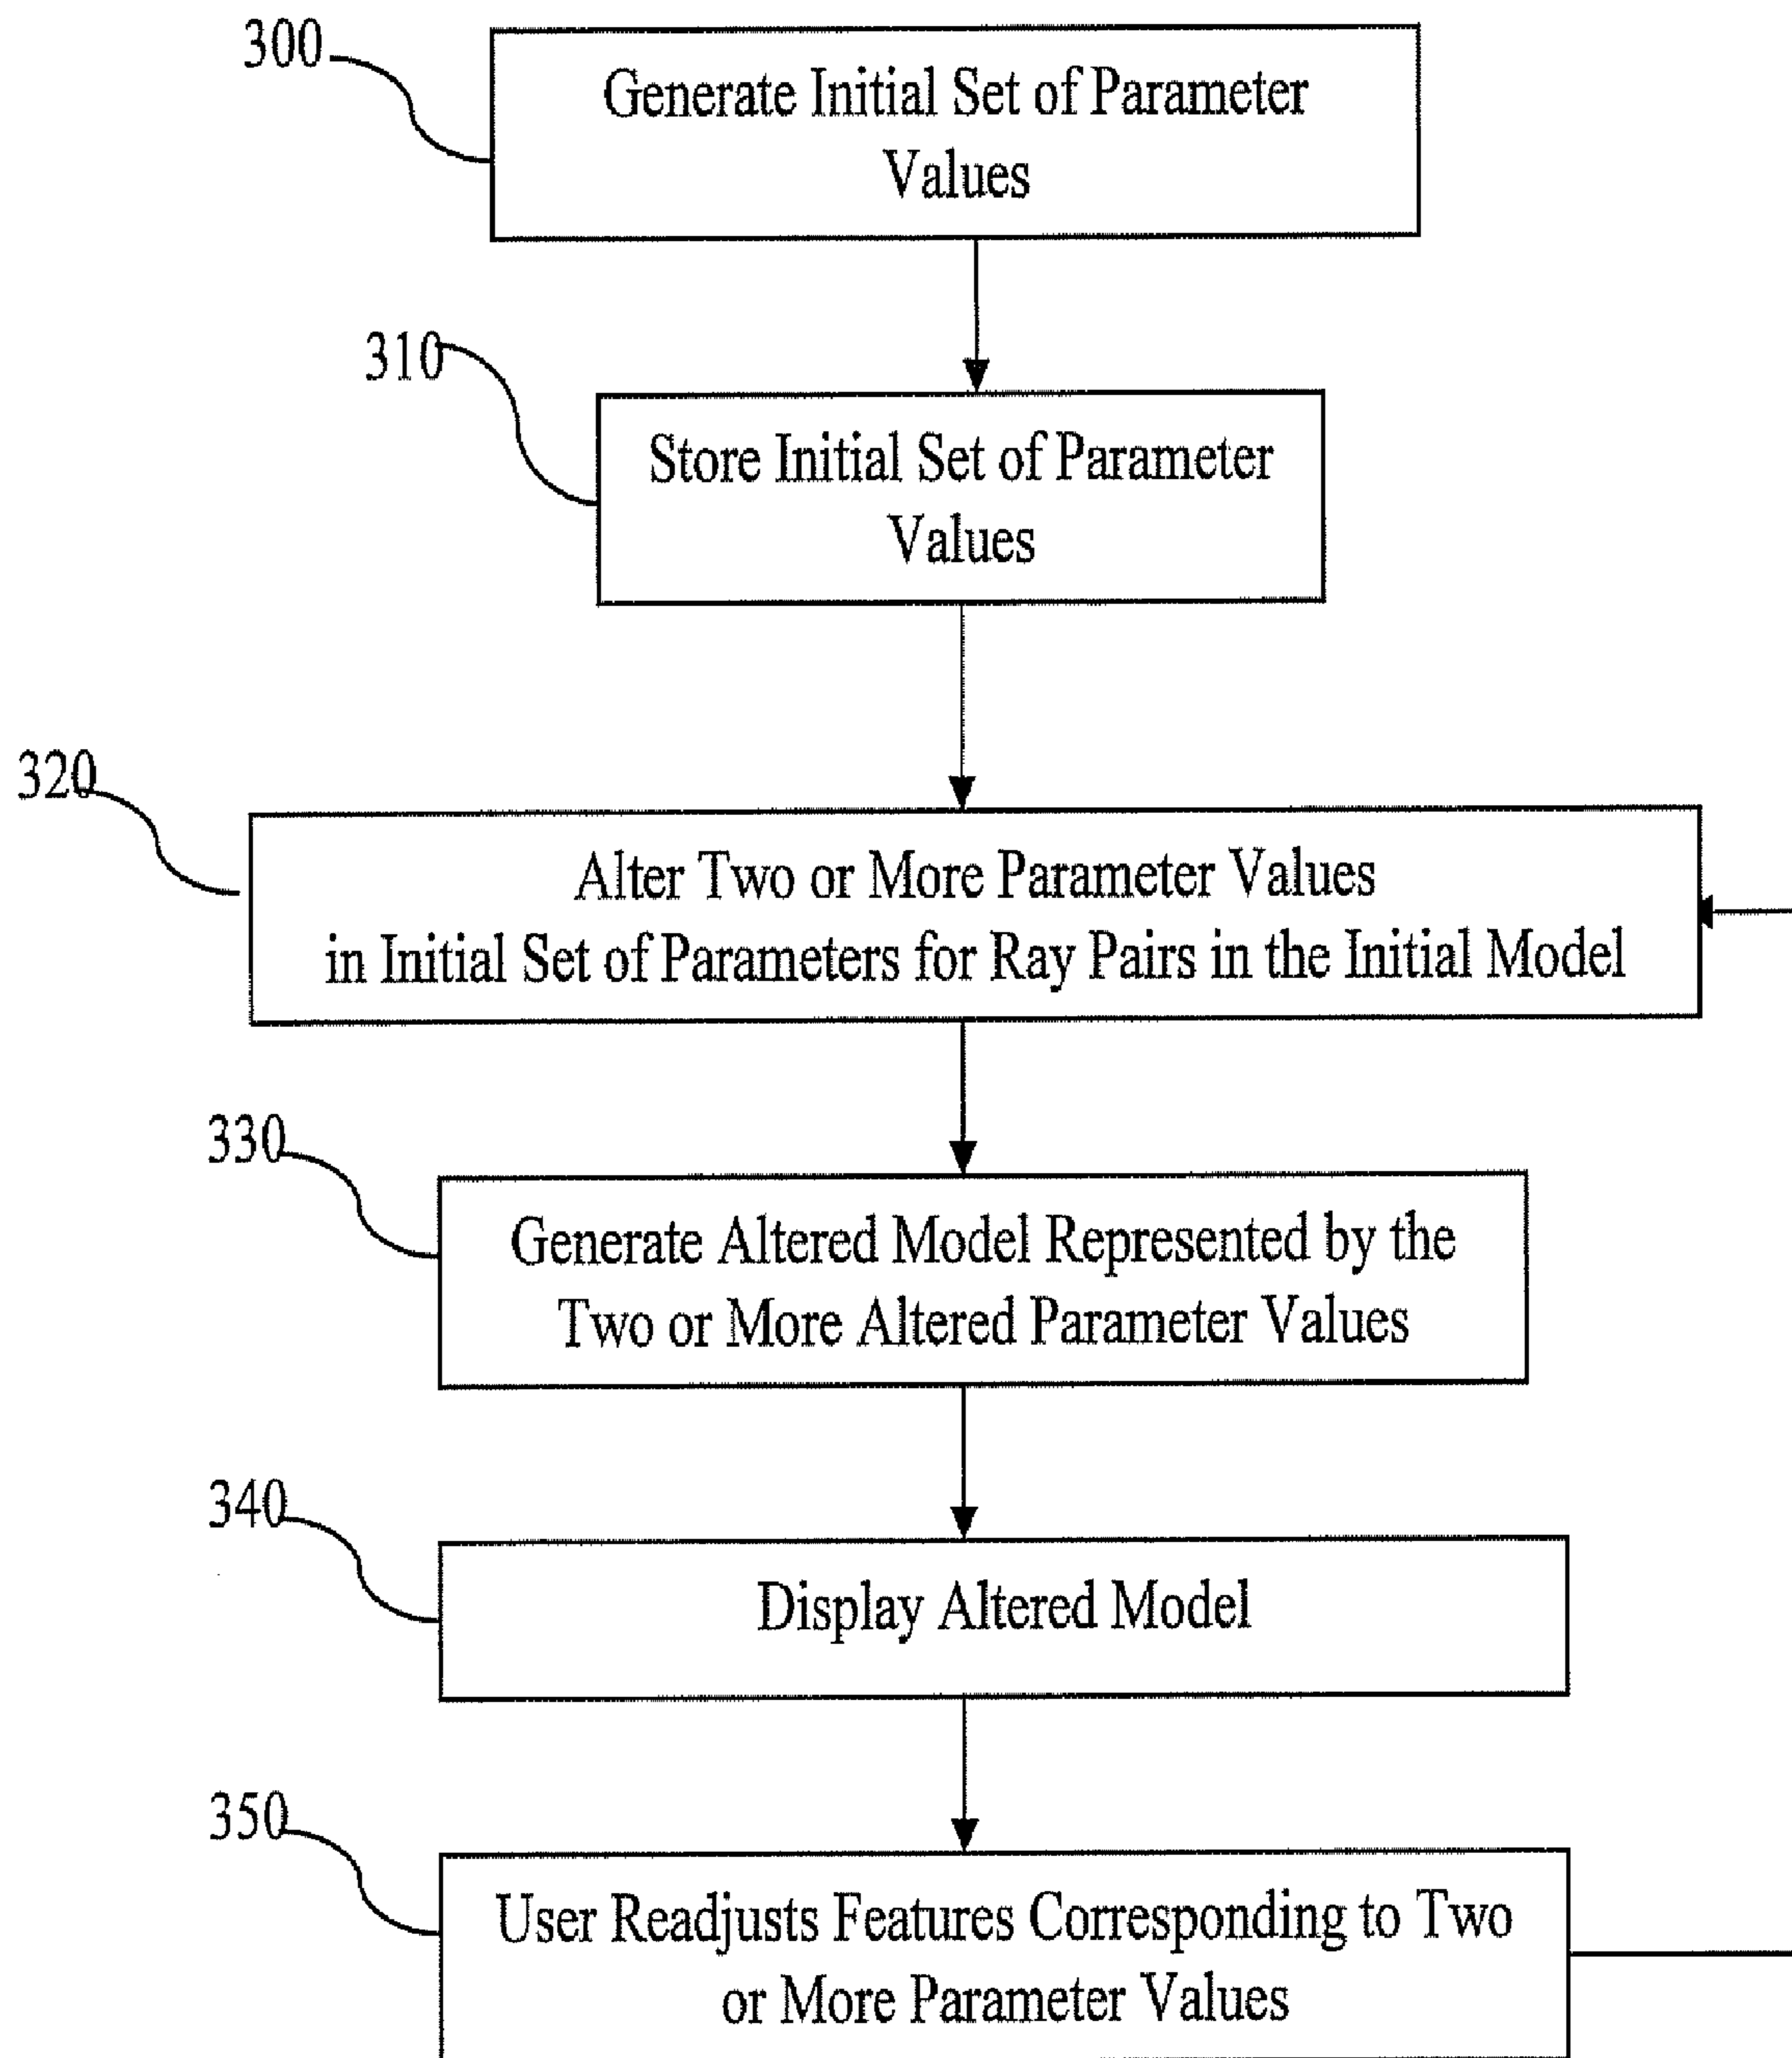 300
Generate Initial Set of Parameter
Values
310
Store Initial Set of Parameter
Values
320
Alter Two or More Parameter Values
in Initial Set of Parameters for Ray Pairs in the Initial Model
330
Generate Altered Model Represented by the
Two or More Altered Parameter Values
340
Display Altered Model
350
User Readjusts Features Corresponding to Two
or More Parameter Values